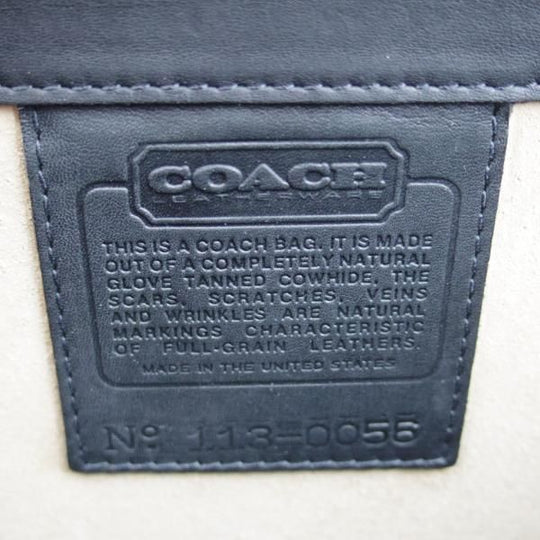 COACH
LEATHERWARE
THIS IS A COACH BAG. IT IS MADE
OUT OF A COMPLETELY NATURAL
GLOVE TANNED COWHIDE, THE
SCARS, SCRATCHES, VEINS
AND WRINKLES ARE NATURAL
MARKINGS CHARACTERISTIC
OF FULL-GRAIN LEATHERS.
MADE IN THE UNITED STATES
Nº 113-0056